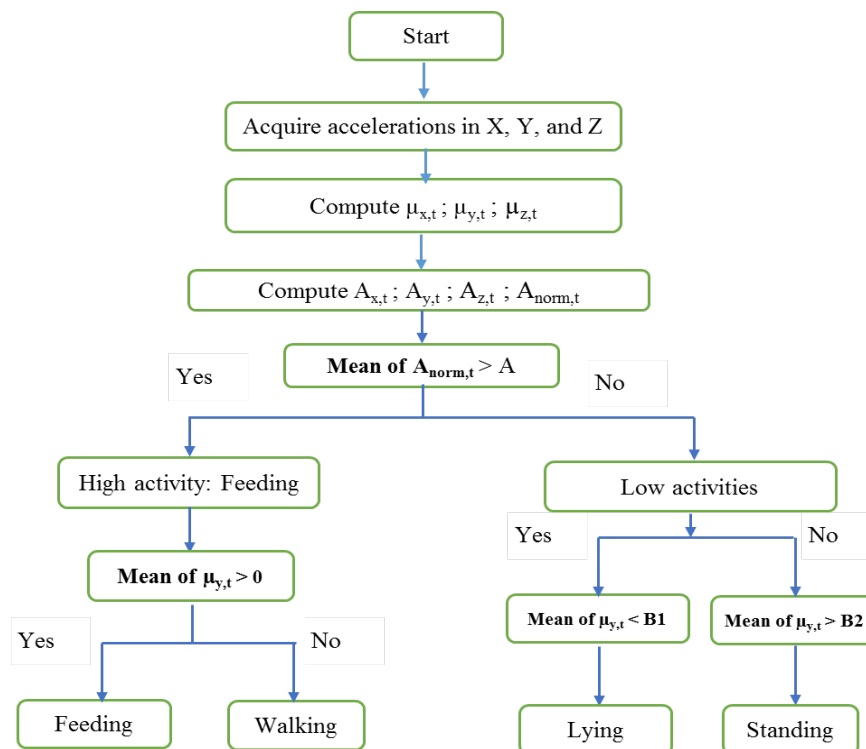 Start
Acquire accelerations in X, Y, and Z
Compute μx,t ; μy,t ; μz,t
Compute Ax,t ; Ay,t ; Az,t ; Anorm,t
Mean of Anorm,t > A
Yes
No
High activity: Feeding
Low activities
Yes
No
Mean of μy,t > 0
Mean of μy,t < B1
Mean of μy,t > B2
Yes
No
Feeding
Walking
Lying
Standing